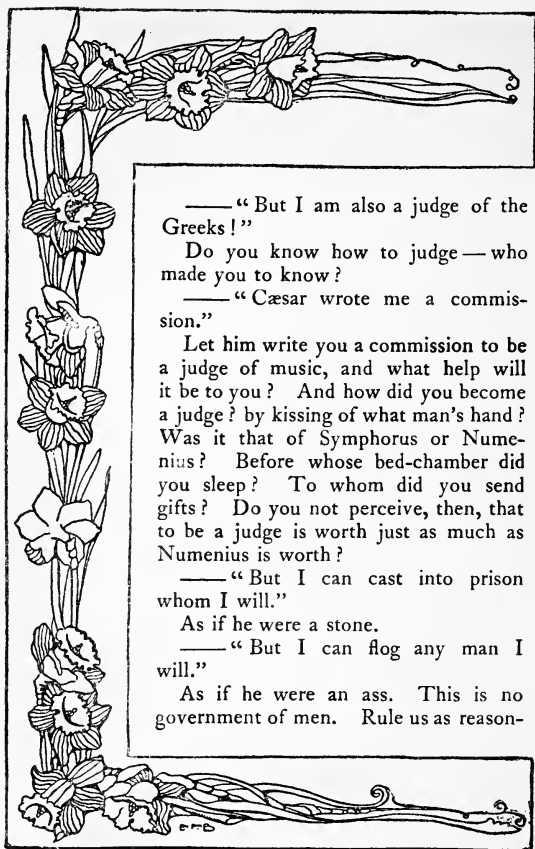 ——“ But I am also a judge of the
Greeks ! ”
Do you know how to judge — who
made you to know ?
——“ Cæsar wrote me a commis-
sion.”
Let him write you a commission to be
a judge of music, and what help will
it be to you ? And how did you become
a judge ? by kissing of what man's hand ?
Was it that of Symphorus or Nume-
nius ? Before whose bed-chamber did
you sleep ? To whom did you send
gifts ? Do you not perceive, then, that
to be a judge is worth just as much as
Numenius is worth ?
——“ But I can cast into prison
whom I will.”
As if he were a stone.
——“ But I can flog any man I
will.”
As if he were an ass. This is no
government of men. Rule us as reason-